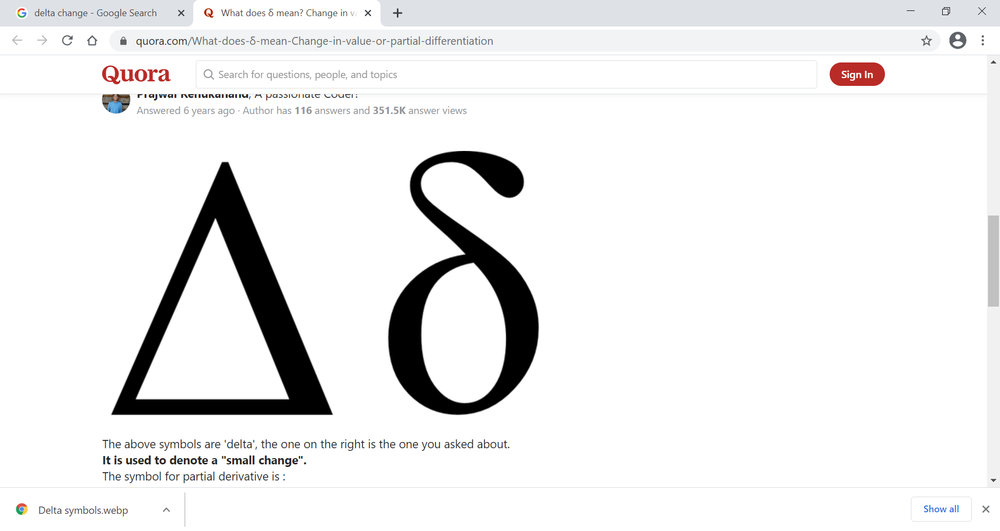 delta change - Google Search
What does δ mean? Change in va
quora.com/What-does-δ-mean-Change-in-value-or-partial-differentiation
Quora
Search for questions, people, and topics
Sign In
Prajwal Renukanand, A passionate Coder!
Answered 6 years ago · Author has 116 answers and 351.5K answer views
Δ δ
The above symbols are 'delta', the one on the right is the one you asked about.
It is used to denote a "small change".
The symbol for partial derivative is :
Delta symbols.webp
Show all